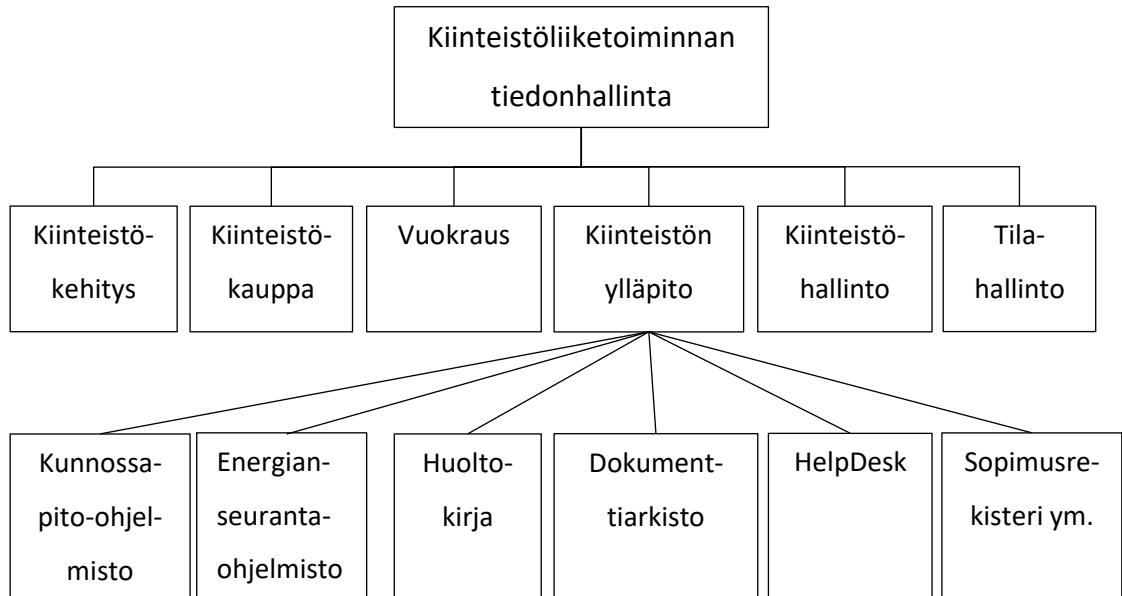 Kiinteistöliiketoiminnan
tiedonhallinta
Kiinteistö-
kehitys
Kiinteistö-
kauppa
Vuokraus
Kiinteistön
ylläpito
Kiinteistö-
hallinto
Tila-
hallinto
Kunnossa-
pito-ohjel-
misto
Energian-
seuranta-
ohjelmisto
Huolto-
kirja
Dokument-
tiarkisto
HelpDesk
Sopimusre-
kisteri ym.